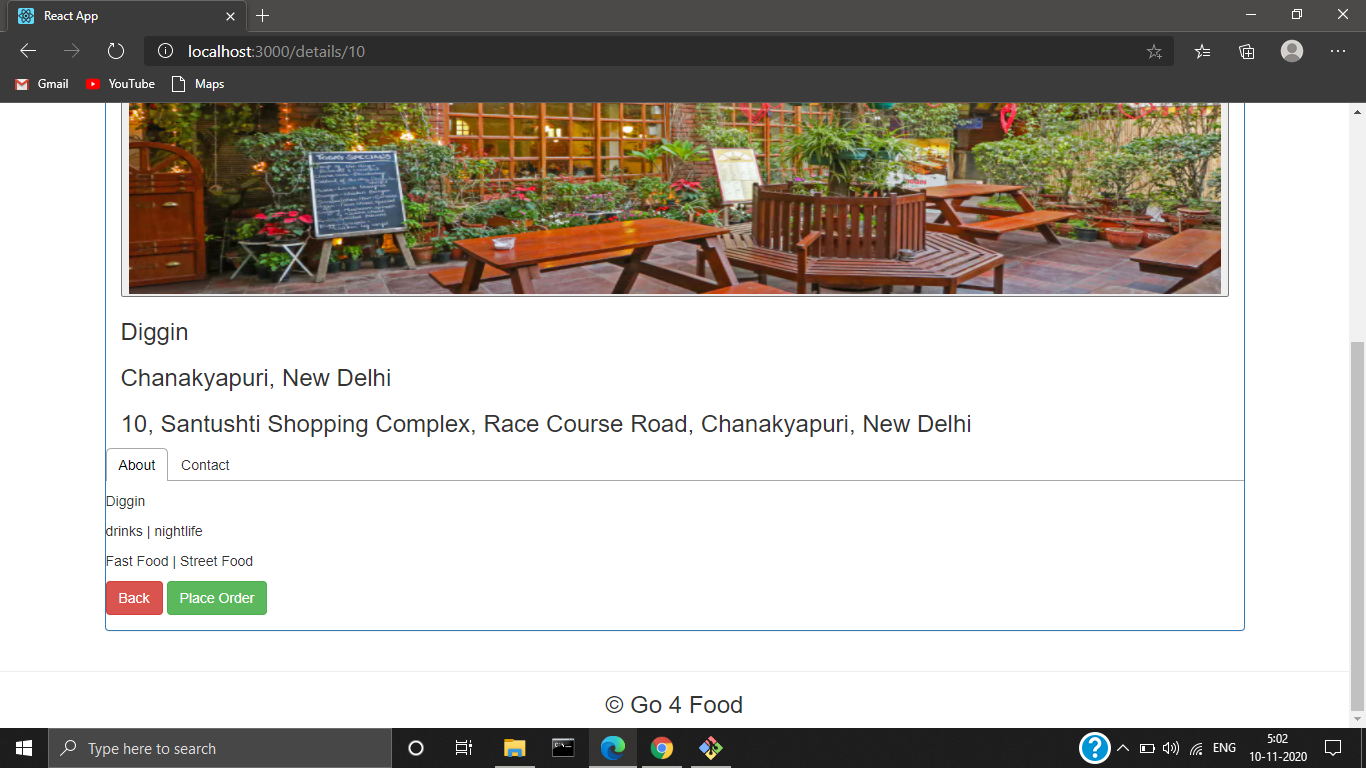 React App
localhost:3000/details/10
Gmail
YouTube
Maps
TODAY SPECIALS
Diggin
Chanakyapuri, New Delhi
10, Santushti Shopping Complex, Race Course Road, Chanakyapuri, New Delhi
About
Contact
Diggin
drinks | nightlife
Fast Food | Street Food
Back
Place Order
© Go 4 Food
Type here to search
ENG
5:02
10-11-2020